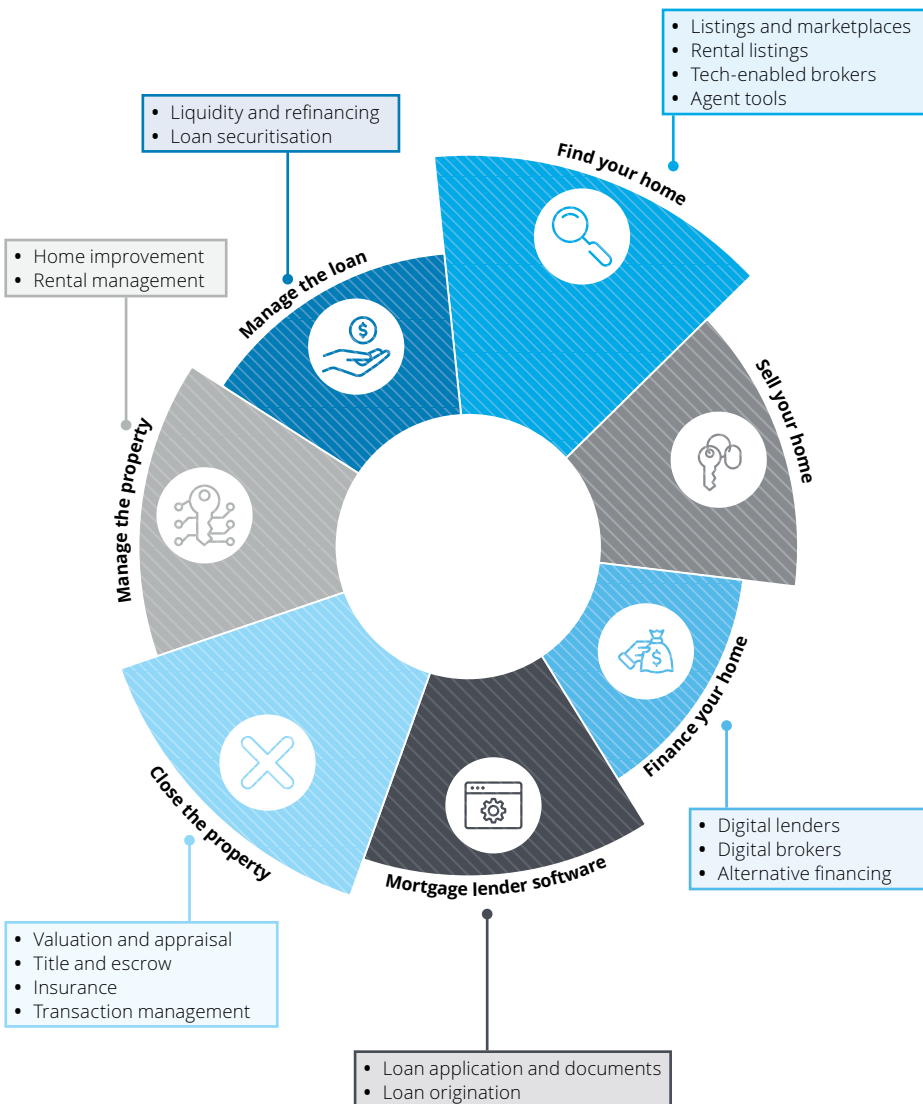 • Listings and marketplaces
• Rental listings
• Tech-enabled brokers
• Agent tools
• Liquidity and refinancing
• Loan securitisation
Find your home
• Home improvement
• Rental management
Manage the loan
Sell your home
Manage the property
$
$
Finance your home
Close the property
Mortgage lender software
• Digital lenders
• Digital brokers
• Alternative financing
• Valuation and appraisal
• Title and escrow
• Insurance
• Transaction management
• Loan application and documents
• Loan origination